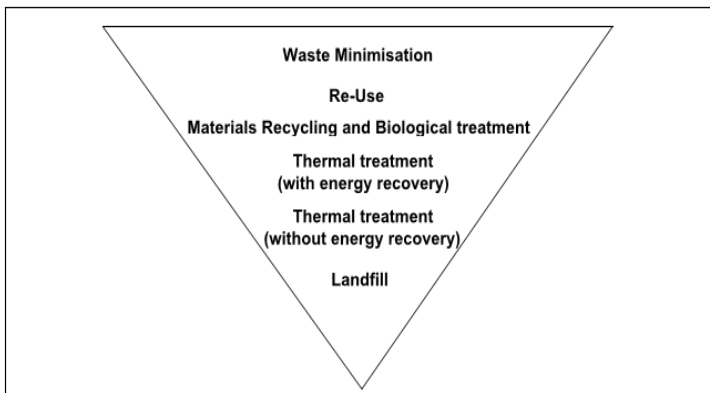 Waste Minimisation
Re-Use
Materials Recycling and Biological treatment
Thermal treatment
(with energy recovery)
Thermal treatment
(without energy recovery)
Landfill